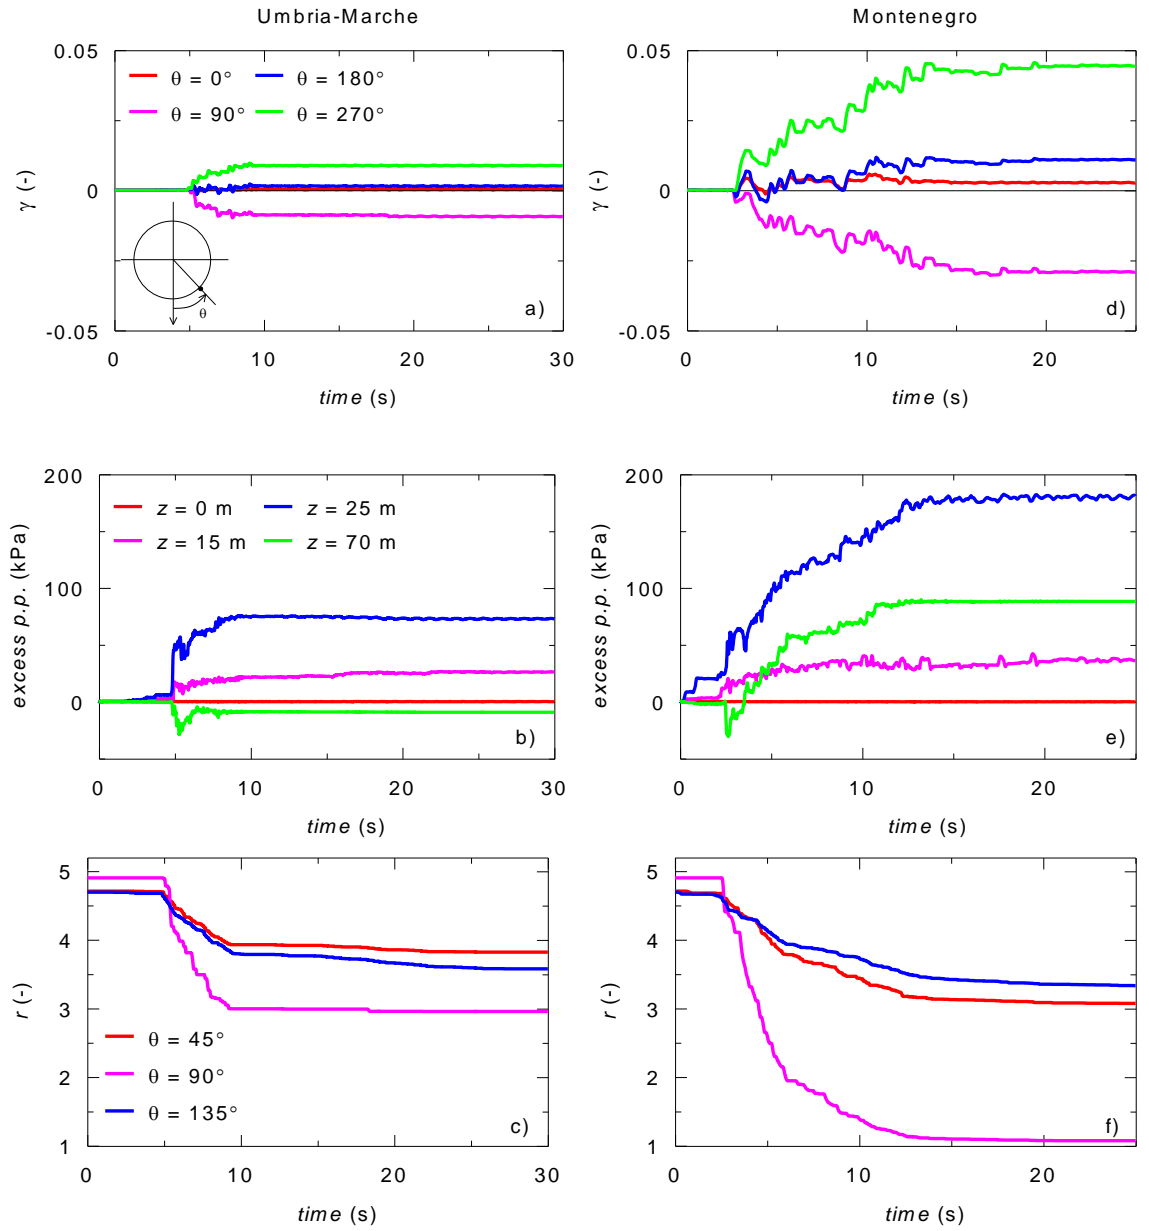 Umbria-Marche
Montenegro
0.05
θ = 0°
θ = 180°
θ = 90°
θ = 270°
γ (-)
0
θ
a)
-0.05
0
10
20
30
time (s)
0.05
γ (-)
0
d)
-0.05
0
10
20
time (s)
200
z = 0 m
z = 25 m
z = 15 m
z = 70 m
excess p.p. (kPa)
100
0
b)
0
10
20
30
time (s)
200
excess p.p. (kPa)
100
0
e)
0
10
20
time (s)
5
4
r (-)
3
θ = 45°
2
θ = 90°
θ = 135°
c)
1
0
10
20
30
time (s)
5
4
r (-)
3
2
f)
1
0
10
20
time (s)